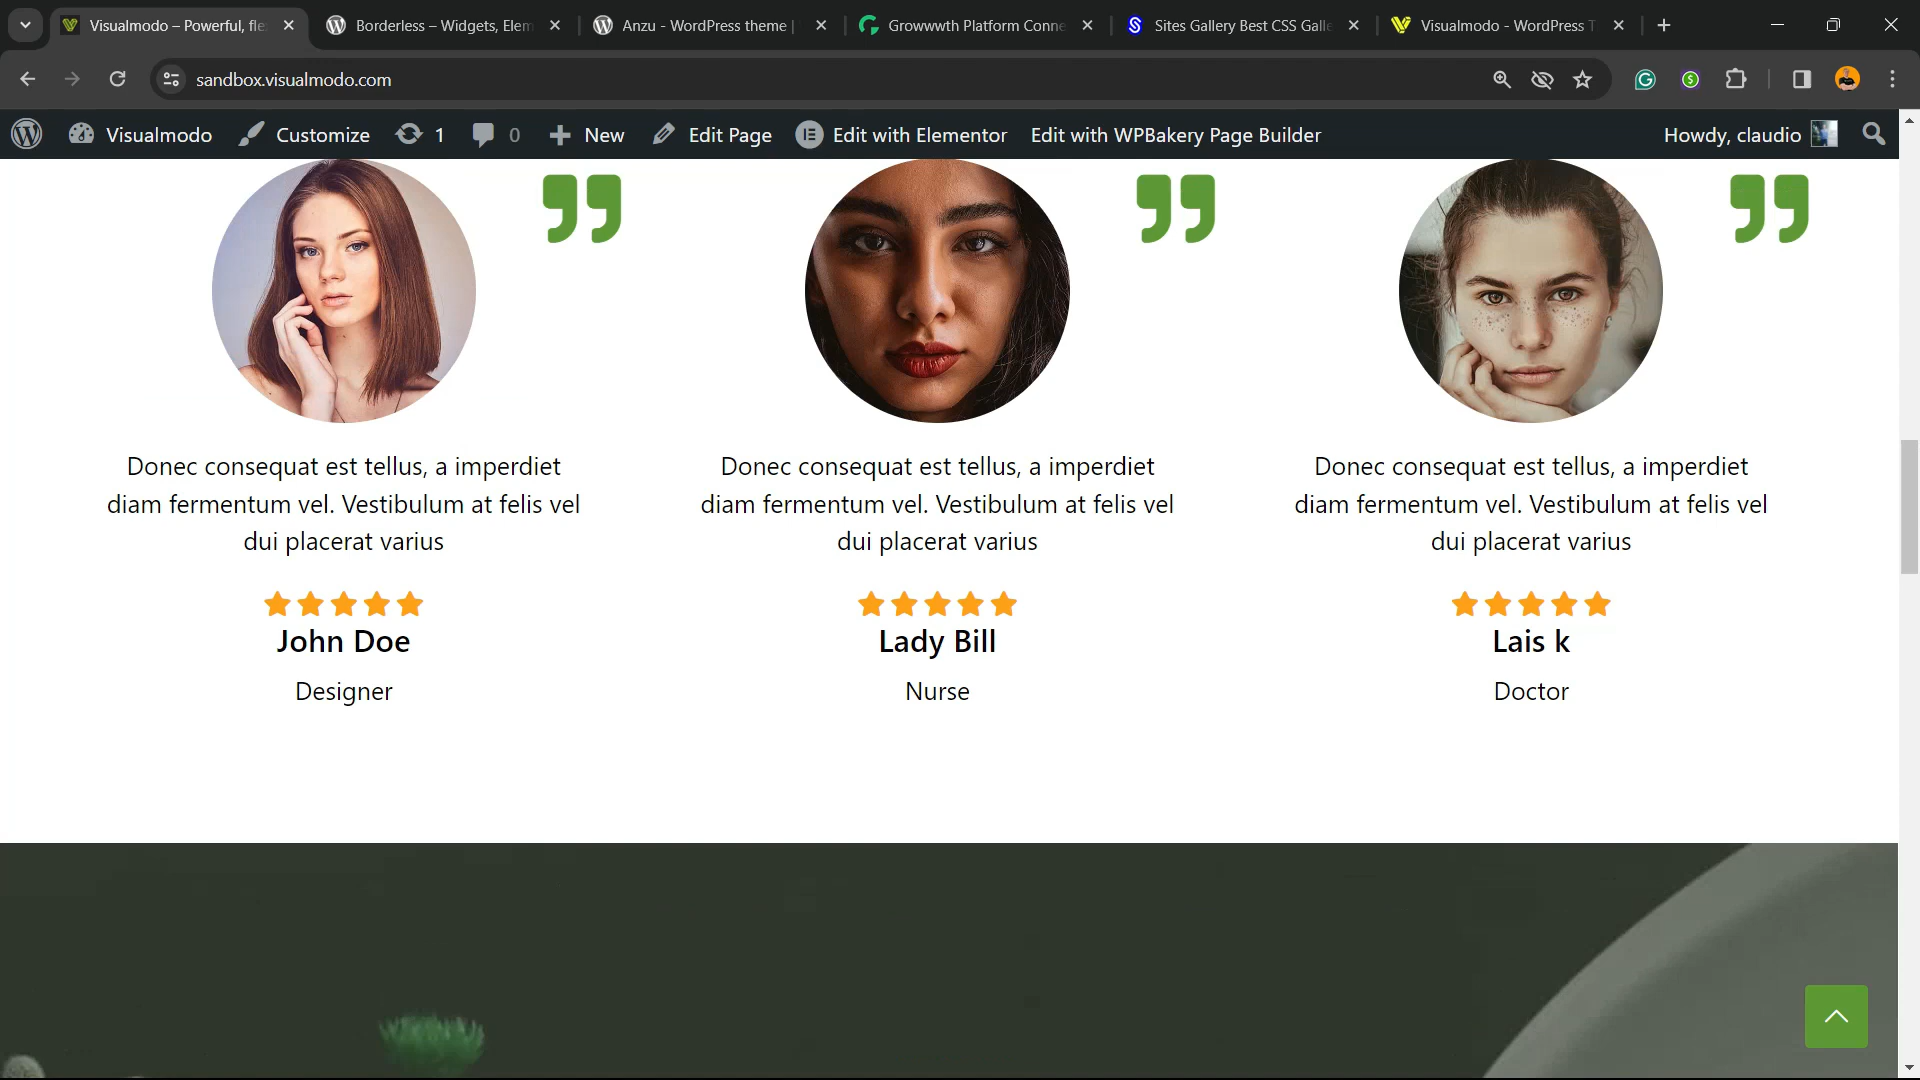 Visualmodo – Powerful, fle
Borderless – Widgets, Elem
Anzu - WordPress theme |
Growwwth Platform Conne
Sites Gallery Best CSS Galle
Visualmodo - WordPress T
sandbox.visualmodo.com
Visualmodo
Customize
1
0
New
Edit Page
Edit with Elementor
Edit with WPBakery Page Builder
Howdy, claudio
Donec consequat est tellus, a imperdiet
diam fermentum vel. Vestibulum at felis vel
dui placerat varius
John Doe
Designer
Donec consequat est tellus, a imperdiet
diam fermentum vel. Vestibulum at felis vel
dui placerat varius
Lady Bill
Nurse
Donec consequat est tellus, a imperdiet
diam fermentum vel. Vestibulum at felis vel
dui placerat varius
Lais k
Doctor